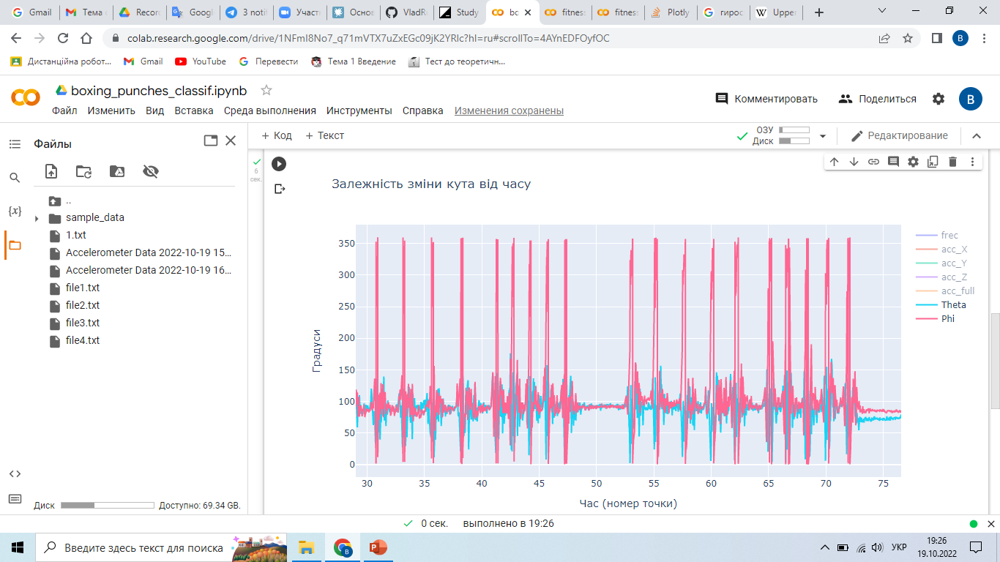 Gmail
Тема
Record
Googl
3 notif
Участ
Основ
VladR
Study
bo
fitness
fitness
Plotly
гирос
Upper
colab.research.google.com/drive/1NFmI8No7_q71mVTX7uZxEGc09jK2YRlc?hl=ru#scrollTo=4AYnEDFOyfOC
B
Дистанційна робот...
Gmail
YouTube
Перевести
Тема 1 Введение
Тест до теоретичн...
boxing_punches_classif.ipynb
Файл Изменить Вид Вставка Среда выполнения Инструменты Справка Изменения сохранены
Комментировать
Поделиться
B
Файлы
+ Код + Текст
ОЗУ
Диск
Редактирование
..
sample_data
1.txt
Accelerometer Data 2022-10-19 15...
Accelerometer Data 2022-10-19 16...
file1.txt
file2.txt
file3.txt
file4.txt
{x}
Диск
Доступно: 69.34 GB.
6
сек.
Залежність зміни кута від часу
350
300
250
200
150
100
50
0
Градуси
30 35 40 45 50 55 60 65 70 75
Час (номер точки)
frec
acc_X
acc_Y
acc_Z
acc_full
Theta
Phi
0 сек. выполнено в 19:26
Введите здесь текст для поиска
УКР
19:26
19.10.2022